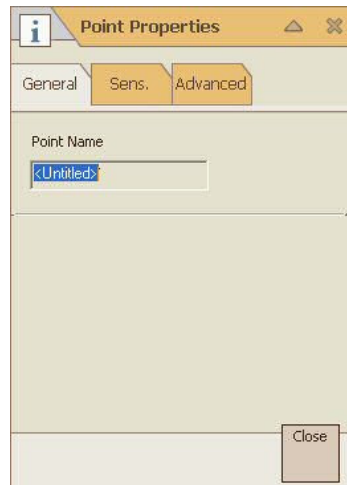 i Point Properties
General Sens. Advanced
Point Name
<Untitled>
Close